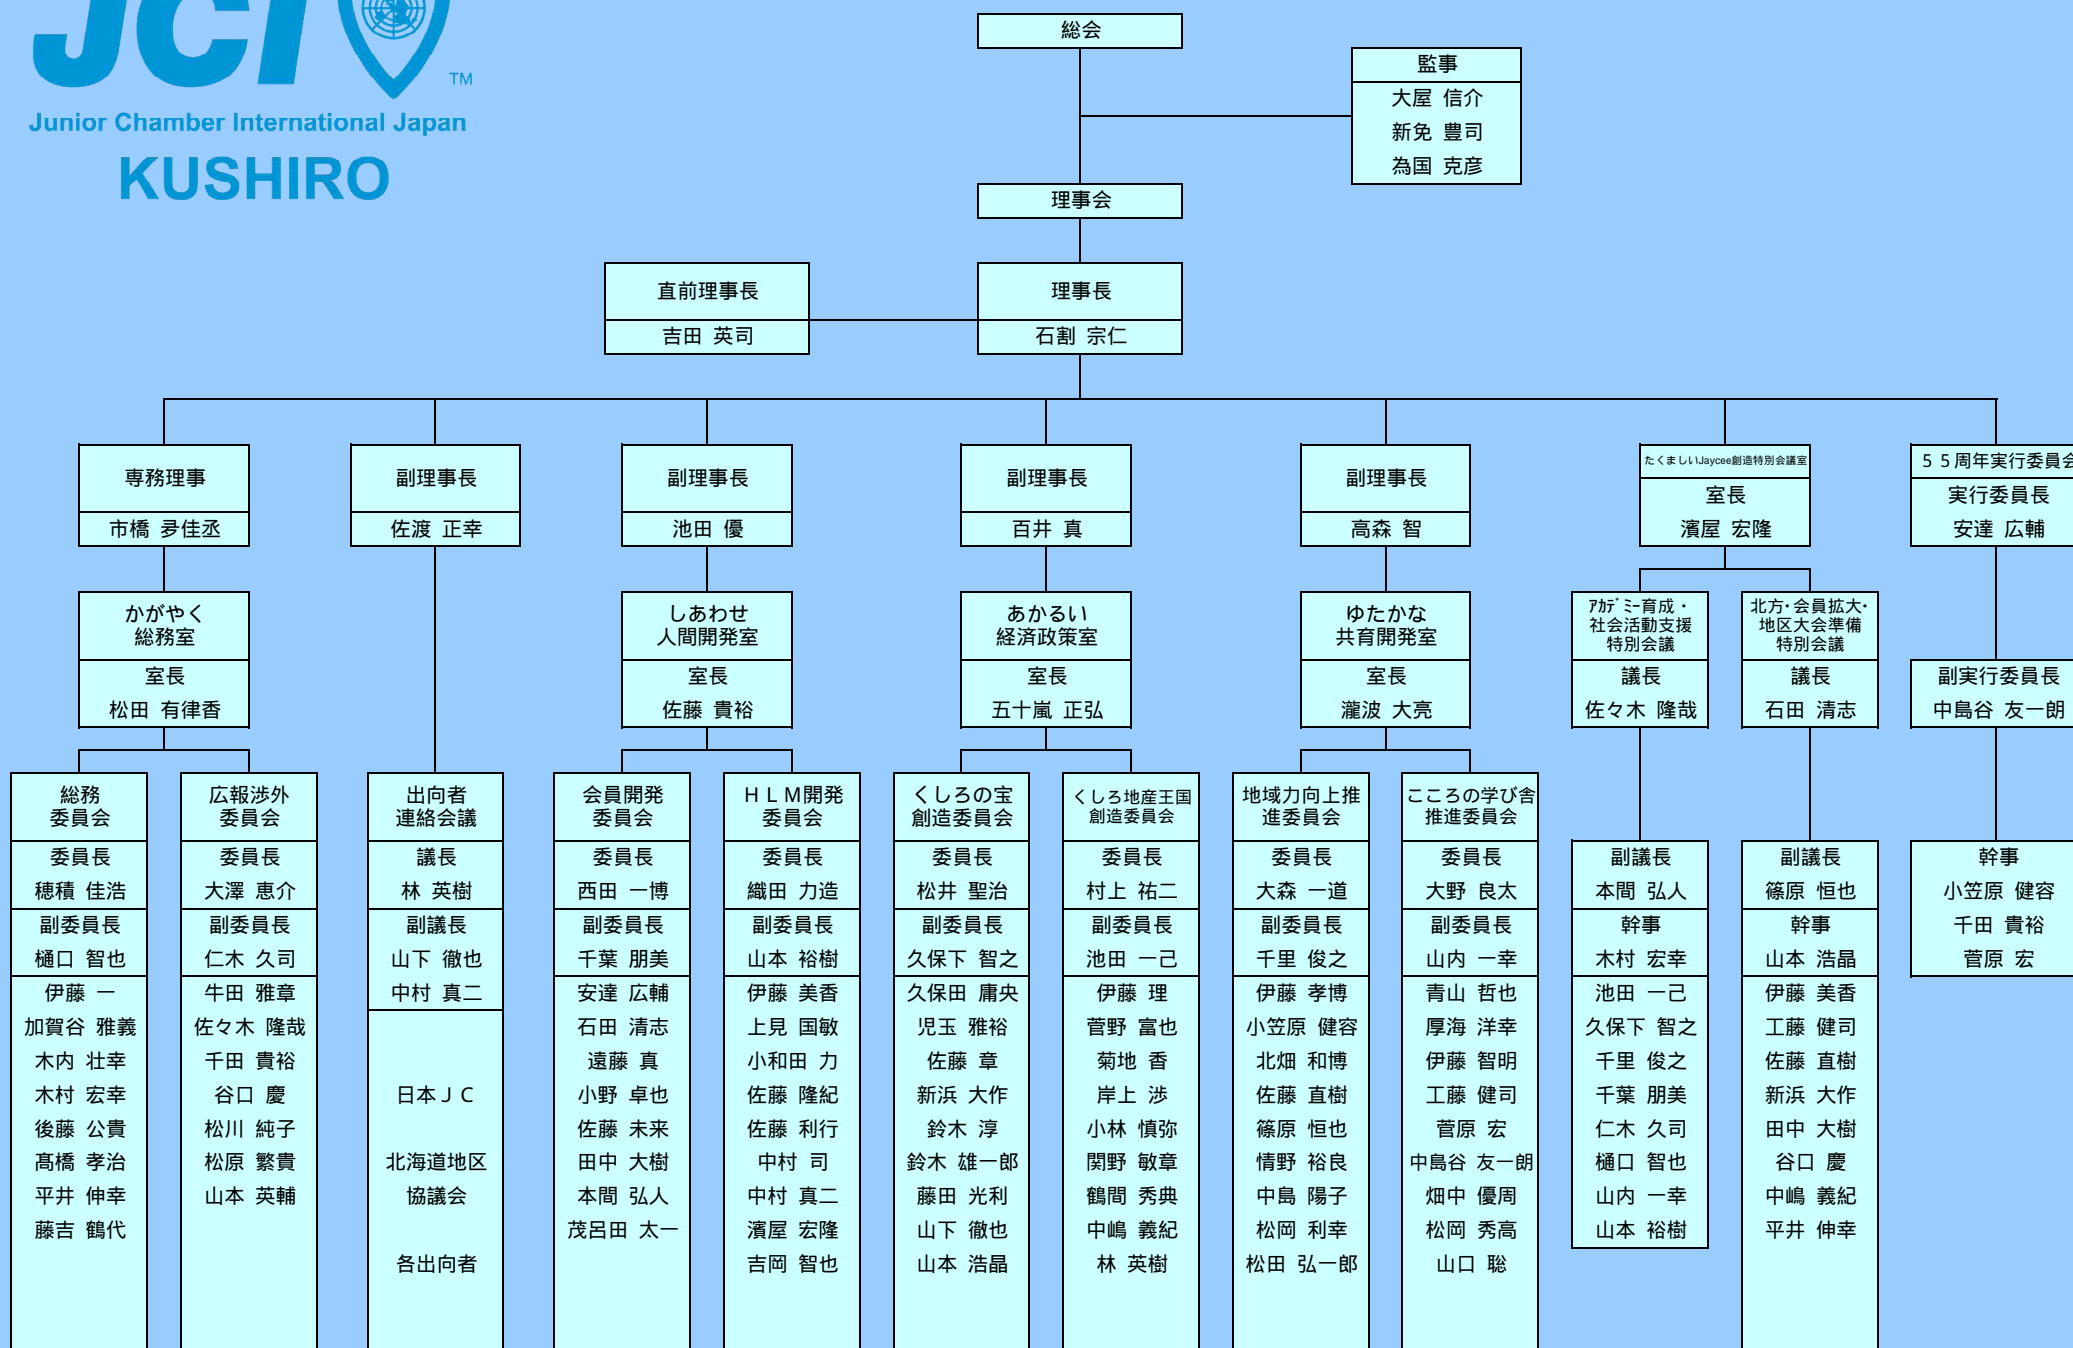 JCI
TM
Junior Chamber International Japan
KUSHIRO
総会
監事
大屋 信介
新免 豊司
為国 克彦
理事会
直前理事長
吉田 英司
理事長
石割 宗仁
専務理事
市橋 夛佳丞
副理事長
佐渡 正幸
副理事長
池田 優
副理事長
百井 真
副理事長
高森 智
たくましいJaycee創造特別会議室
室長
濱屋 宏隆
５５周年実行委員会
実行委員長
安達 広輔
かがやく
総務室
室長
松田 有律香
しあわせ
人間開発室
室長
佐藤 貴裕
あかるい
経済政策室
室長
五十嵐 正弘
ゆたかな
共育開発室
室長
瀧波 大亮
ｱｶﾃﾞﾐｰ育成・
社会活動支援
特別会議
議長
佐々木 隆哉
北方・会員拡大・
地区大会準備
特別会議
議長
石田 清志
副実行委員長
中島谷 友一朗
総務
委員会
委員長
穂積 佳浩
副委員長
樋口 智也
伊藤 一
加賀谷 雅義
木内 壮幸
木村 宏幸
後藤 公貴
髙橋 孝治
平井 伸幸
藤吉 鶴代
広報渉外
委員会
委員長
大澤 恵介
副委員長
仁木 久司
牛田 雅章
佐々木 隆哉
千田 貴裕
谷口 慶
松川 純子
松原 繁貴
山本 英輔
出向者
連絡会議
議長
林 英樹
副議長
山下 徹也
中村 真二
日本ＪＣ
北海道地区
協議会
各出向者
会員開発
委員会
委員長
西田 一博
副委員長
千葉 朋美
安達 広輔
石田 清志
遠藤 真
小野 卓也
佐藤 未来
田中 大樹
本間 弘人
茂呂田 太一
ＨＬＭ開発
委員会
委員長
織田 力造
副委員長
山本 裕樹
伊藤 美香
上見 国敏
小和田 力
佐藤 隆紀
佐藤 利行
中村 司
中村 真二
濱屋 宏隆
吉岡 智也
くしろの宝
創造委員会
委員長
松井 聖治
副委員長
久保下 智之
久保田 庸央
児玉 雅裕
佐藤 章
新浜 大作
鈴木 淳
鈴木 雄一郎
藤田 光利
山下 徹也
山本 浩晶
くしろ地産王国
創造委員会
委員長
村上 祐二
副委員長
池田 一己
伊藤 理
菅野 富也
菊地 香
岸上 渉
小林 慎弥
関野 敏章
鶴間 秀典
中嶋 義紀
林 英樹
地域力向上推
進委員会
委員長
大森 一道
副委員長
千里 俊之
伊藤 孝博
小笠原 健容
北畑 和博
佐藤 直樹
篠原 恒也
情野 裕良
中島 陽子
松岡 利幸
松田 弘一郎
こころの学び舎
推進委員会
委員長
大野 良太
副委員長
山内 一幸
青山 哲也
厚海 洋幸
伊藤 智明
工藤 健司
菅原 宏
中島谷 友一朗
畑中 優周
松岡 秀高
山口 聡
副議長
本間 弘人
幹事
木村 宏幸
池田 一己
久保下 智之
千里 俊之
千葉 朋美
仁木 久司
樋口 智也
山内 一幸
山本 裕樹
副議長
篠原 恒也
幹事
山本 浩晶
伊藤 美香
工藤 健司
佐藤 直樹
新浜 大作
田中 大樹
谷口 慶
中嶋 義紀
平井 伸幸
幹事
小笠原 健容
千田 貴裕
菅原 宏